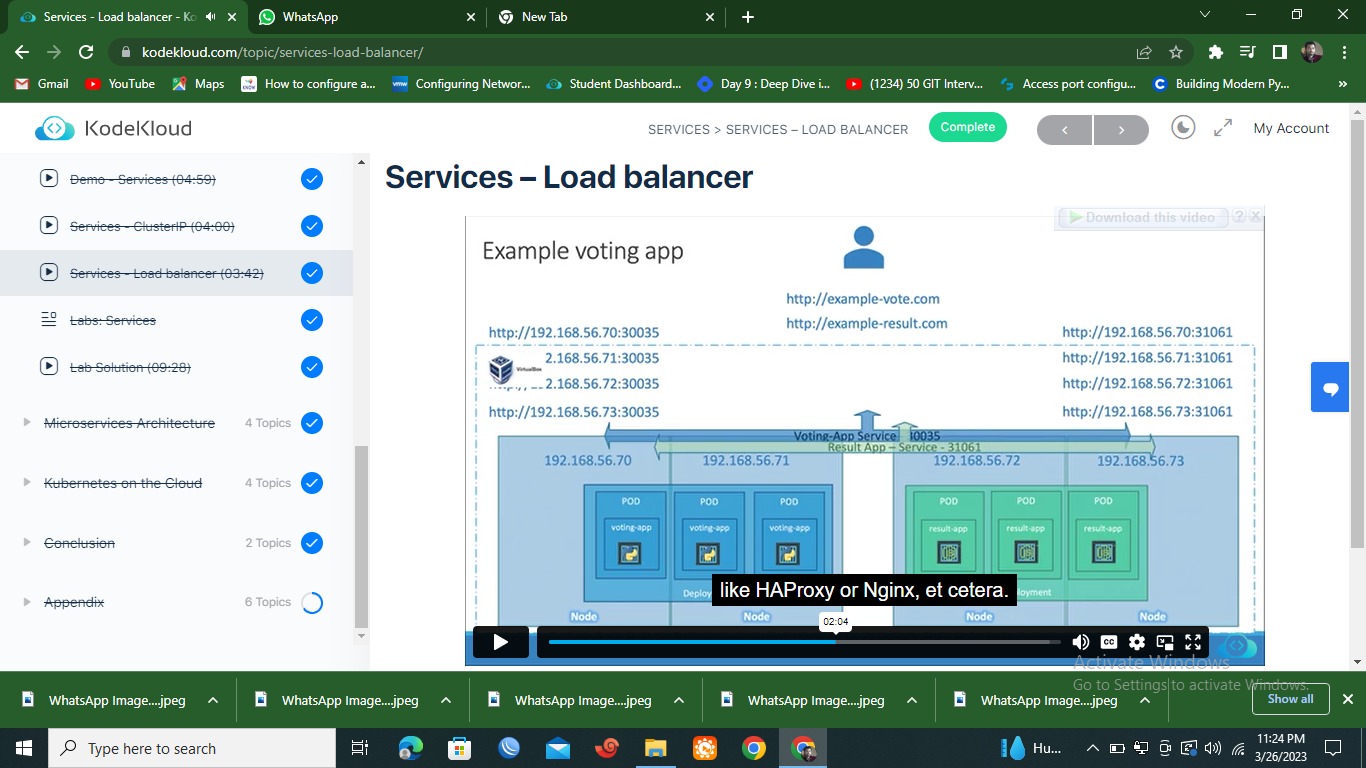 Services - Load balancer - Ko
WhatsApp
New Tab
kodekloud.com/topic/services-load-balancer/
Gmail
YouTube
Maps
How to configure a...
Configuring Networ...
Student Dashboard...
Day 9 : Deep Dive i...
(1234) 50 GIT Interv...
Access port configu...
Building Modern Py...
»
KodeKloud
SERVICES > SERVICES – LOAD BALANCER
Complete
My Account
Demo - Services (04:59)
Services - ClusterIP (04:00)
Services - Load balancer (03:42)
Labs: Services
Lab Solution (09:28)
Microservices Architecture 4 Topics
Kubernetes on the Cloud 4 Topics
Conclusion 2 Topics
Appendix 6 Topics
Services – Load balancer
Download this video ? X
Example voting app
http://example-vote.com
http://example-result.com
http://192.168.56.70:30035
2.168.56.71:30035
2.168.56.72:30035
http://192.168.56.73:30035
VirtualBox
http://192.168.56.70:31061
http://192.168.56.71:31061
http://192.168.56.72:31061
http://192.168.56.73:31061
Voting-App Service 30035
Result App – Service - 31061
192.168.56.70
192.168.56.71
192.168.56.72
192.168.56.73
POD POD POD
voting-app voting-app voting-app
POD POD POD
result-app result-app result-app
like HAProxy or Nginx, et cetera.
Node Node Node Node
02:04
CC
Activate Windows
Go to Settings to activate Windows.
WhatsApp Image....jpeg
WhatsApp Image....jpeg
WhatsApp Image....jpeg
WhatsApp Image....jpeg
WhatsApp Image....jpeg
Show all
Type here to search
Hu...
11:24 PM
3/26/2023